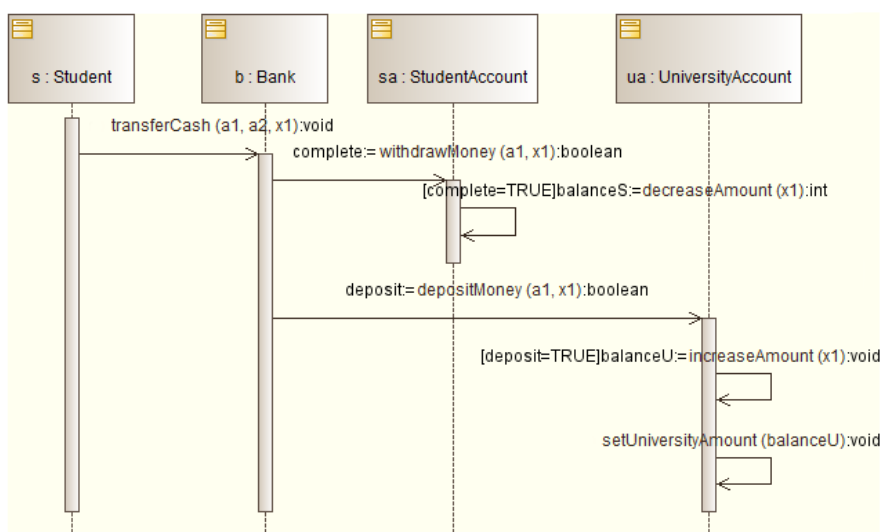 s : Student
b : Bank
sa : StudentAccount
ua : UniversityAccount
transferCash (a1, a2, x1):void
complete:= withdrawMoney (a1, x1):boolean
[complete=TRUE]balanceS:=decreaseAmount (x1):int
deposit:= depositMoney (a1, x1):boolean
[deposit=TRUE]balanceU:=increaseAmount (x1):void
setUniversityAmount (balanceU):void